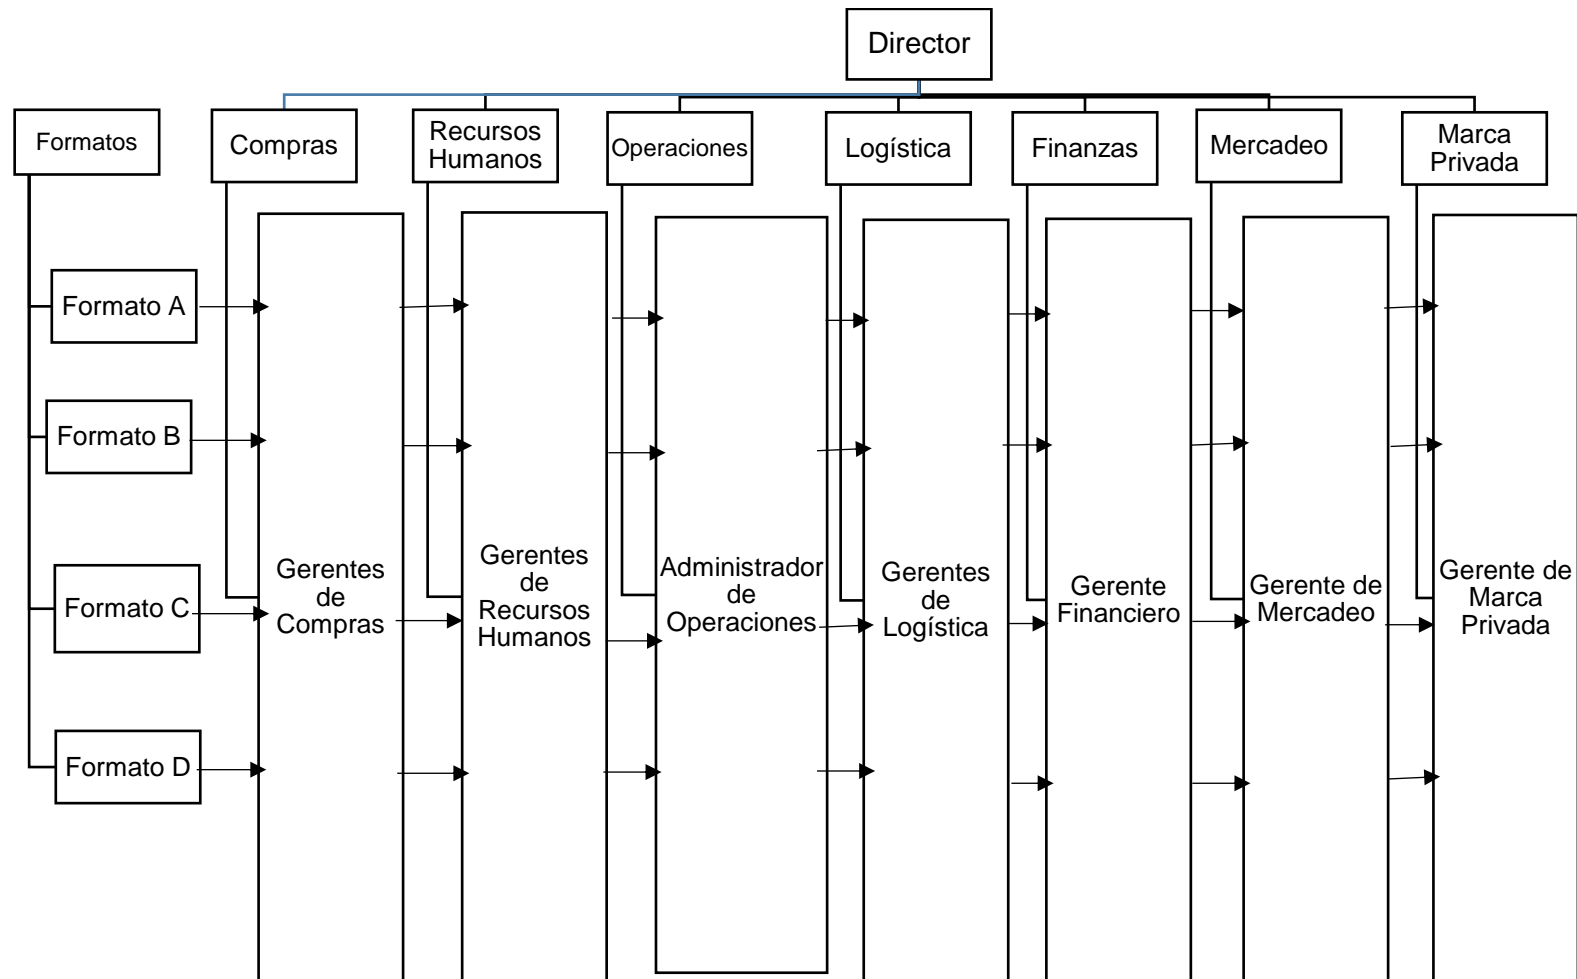 Director
Formatos
Compras
Recursos
Humanos
Operaciones
Logística
Finanzas
Mercadeo
Marca
Privada
Formato A
Formato B
Formato C
Formato D
Gerentes
de
Compras
Gerentes
de
Recursos
Humanos
Administrador
de
Operaciones
Gerentes
de
Logística
Gerente
Financiero
Gerente de
Mercadeo
Gerente de
Marca
Privada